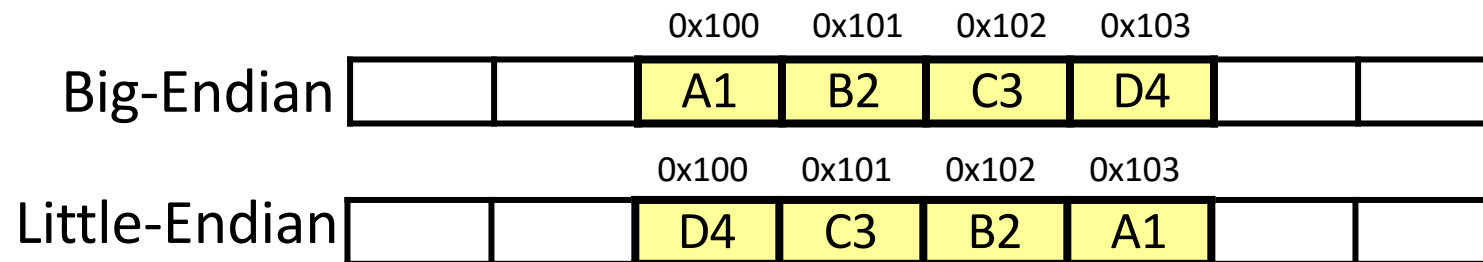 0x100 0x101 0x102 0x103
Big-Endian A1 B2 C3 D4
0x100 0x101 0x102 0x103
Little-Endian D4 C3 B2 A1